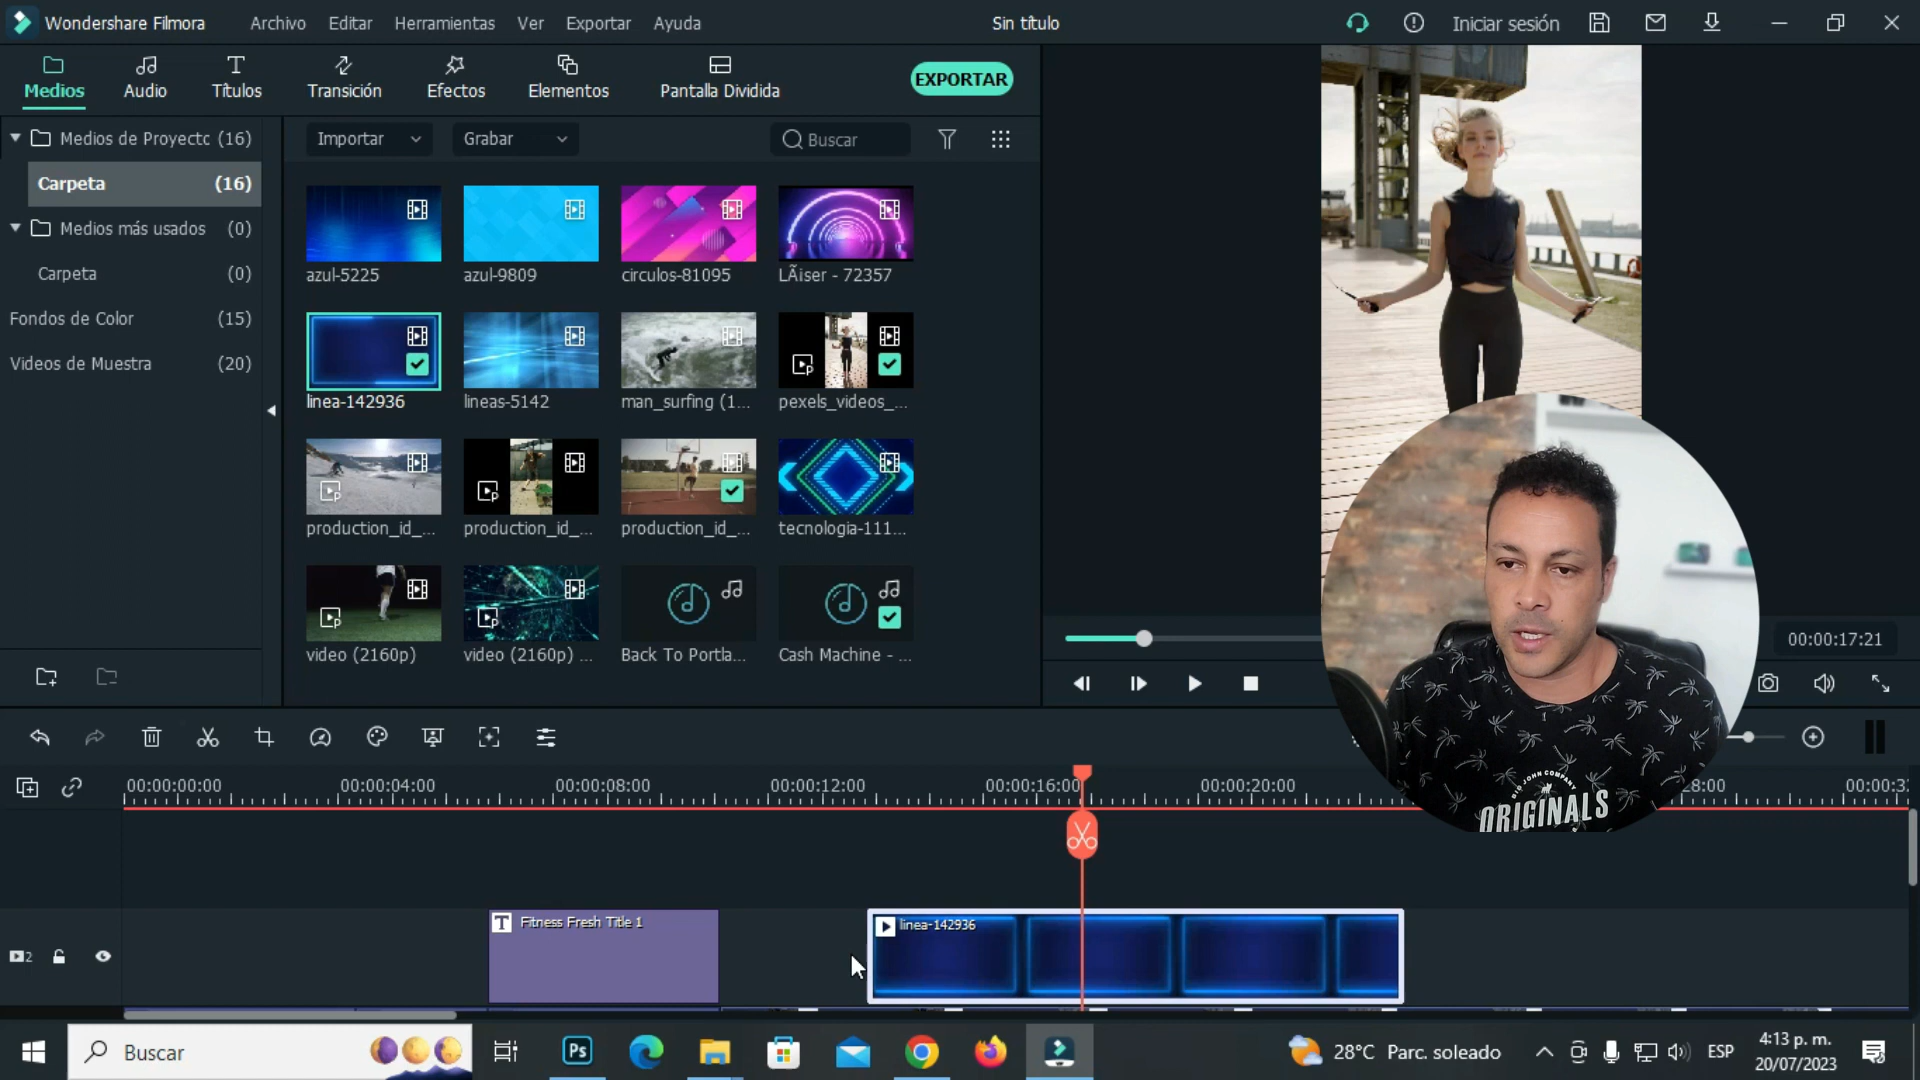 Wondershare Filmora
Archivo
Editar
Herramientas
Ver
Exportar
Ayuda
Sin título
Iniciar sesión
Medios
Audio
Títulos
Transición
Efectos
Elementos
Pantalla Dividida
EXPORTAR
Medios de Proyecto (16)
Carpeta (16)
Medios más usados (0)
Carpeta (0)
Fondos de Color (15)
Videos de Muestra (20)
Importar
Grabar
Buscar
azul-5225
azul-9809
circulos-81095
LÃiser - 72357
linea-142936
lineas-5142
man_surfing (1...
pexels_videos_...
production_id_...
production_id_...
production_id_...
tecnologia-111...
video (2160p)
video (2160p) ...
Back To Portla...
Cash Machine - ...
00:00:17:21
00:00:00:00
00:00:04:00
00:00:08:00
00:00:12:00
00:00:16:00
00:00:20:00
28:00
00:00:32
BIG JOHN COMPANY
ORIGINALS
T Fitness Fresh Title 1
linea-142936
2
Buscar
Ps
28°C Parc. soleado
ESP
4:13 p. m.
20/07/2023